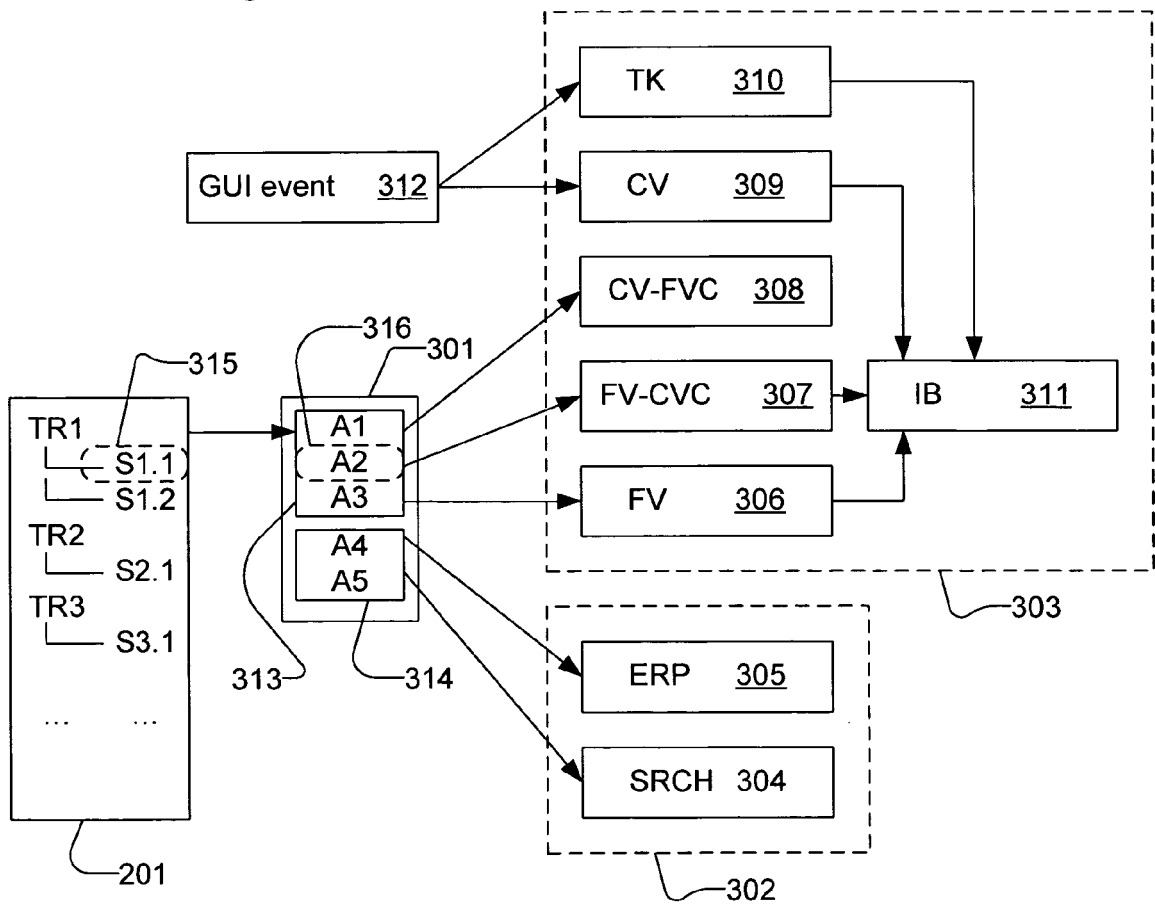 TK 310
GUI event 312
CV 309
CV-FVC 308
316
301
315
FV-CVC 307
IB 311
TR1
S1.1
S1.2
A1
A2
A3
FV 306
TR2
S2.1
A4
A5
TR3
S3.1
303
313
314
ERP 305
... ...
SRCH 304
201
302